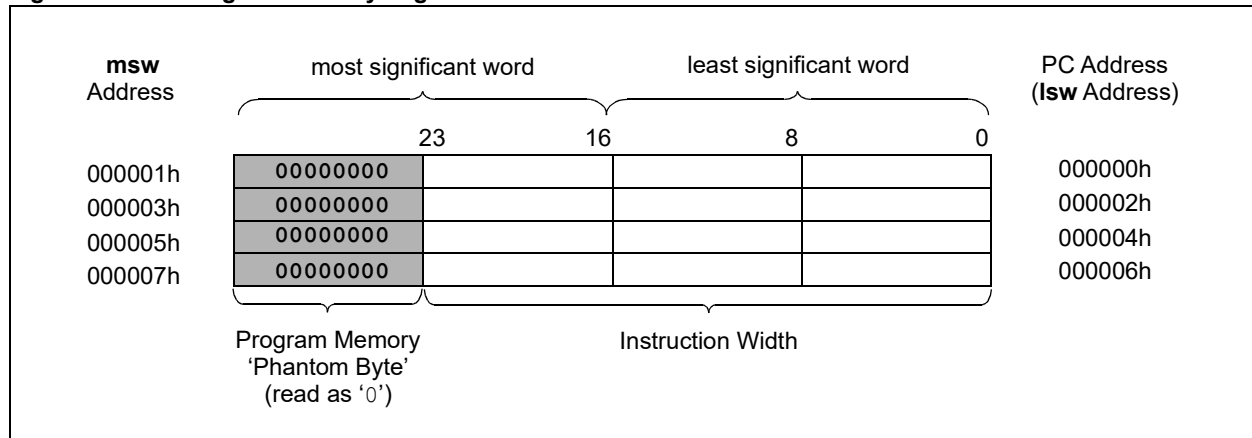 msw
Address
most significant word
least significant word
PC Address
(lsw Address)
23 16 8 0
000001h 00000000 000000h
000003h 00000000 000002h
000005h 00000000 000004h
000007h 00000000 000006h
Program Memory
‘Phantom Byte’
(read as ‘0’)
Instruction Width